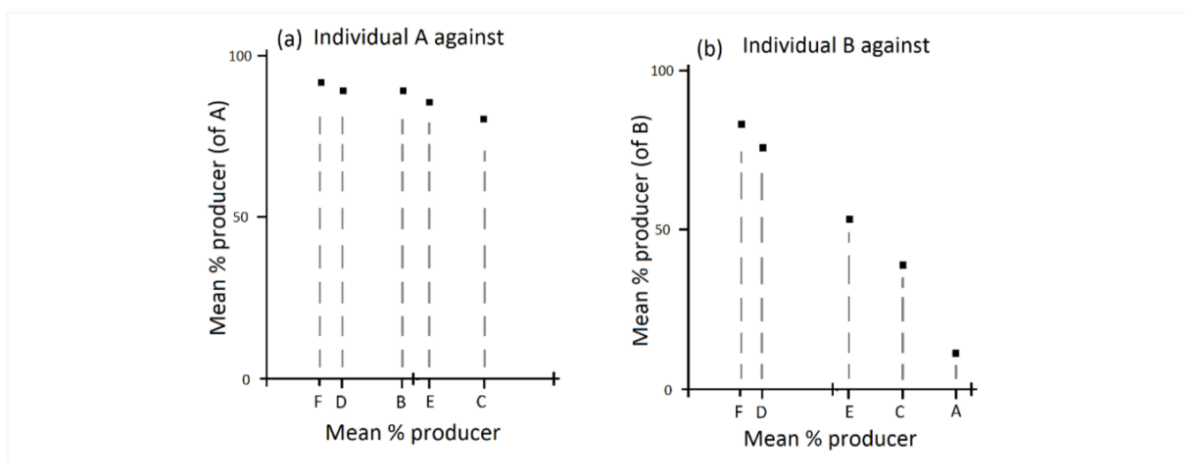 (a) Individual A against
100
50
0
Mean % producer (of A)
F D B E C
Mean % producer
(b) Individual B against
100
50
0
Mean % producer (of B)
F D E C A
Mean % producer